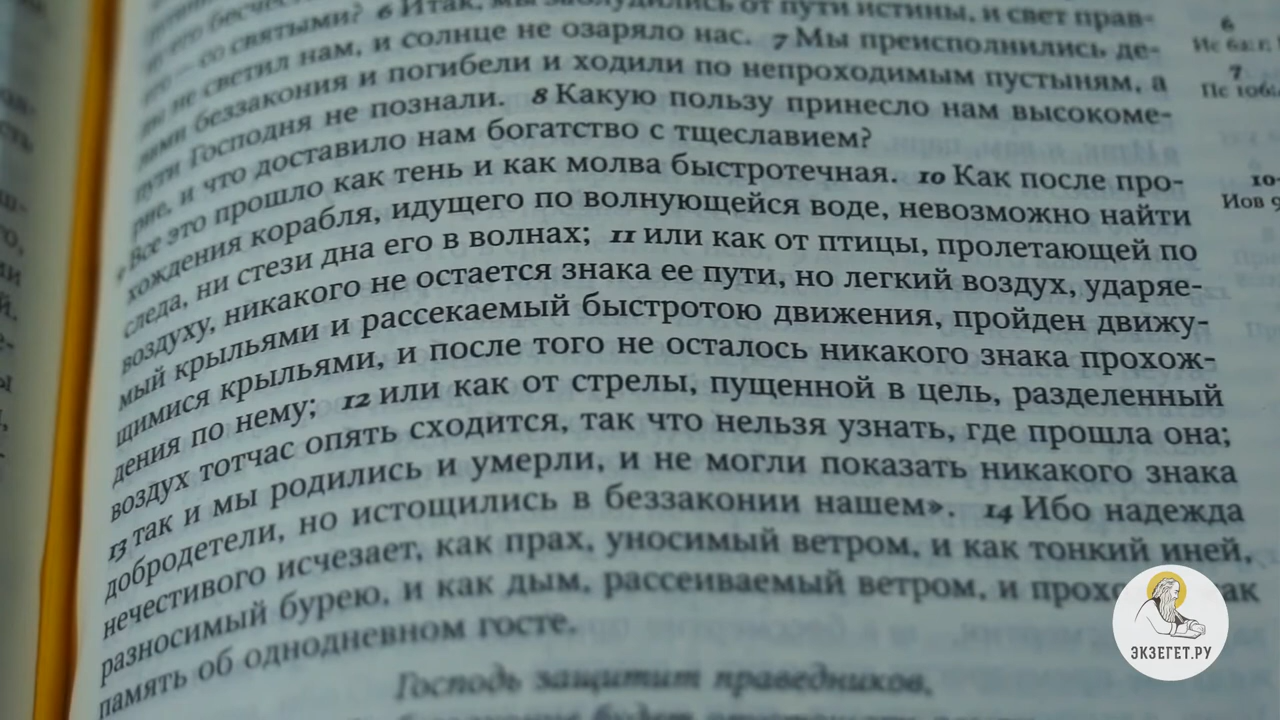 со святыми? 6 Итак, мы заблудились от пути истины, и свет прав-
не светил нам, и солнце не озаряло нас. 7 Мы преисполнились де-
беззакония и погибели и ходили по непроходимым пустыням, а
пути Господня не познали. 8 Какую пользу принесло нам высокоме-
рие, и что доставило нам богатство с тщеславием?
Все это прошло как тень и как молва быстротечная. 10 Как после про-
хождения корабля, идущего по волнующейся воде, невозможно найти
следа, ни стези дна его в волнах; 11 или как от птицы, пролетающей по
воздуху, никакого не остается знака ее пути, но легкий воздух, ударяе-
мый крыльями и рассекаемый быстротою движения, пройден движу-
щимися крыльями, и после того не осталось никакого знака прохож-
дения по нему; 12 или как от стрелы, пущенной в цель, разделенный
воздух тотчас опять сходится, так что нельзя узнать, где прошла она;
13 так и мы родились и умерли, и не могли показать никакого знака
добродетели, но истощились в беззаконии нашем». 14 Ибо надежда
нечестивого исчезает, как прах, уносимый ветром, и как тонкий иней,
разносимый бурею, и как дым, рассеиваемый ветром, и
память об однодневном госте.
Господь защитит праведников,
6
7
10-
Иов 9
ЭКЗЕГЕТ.РУ